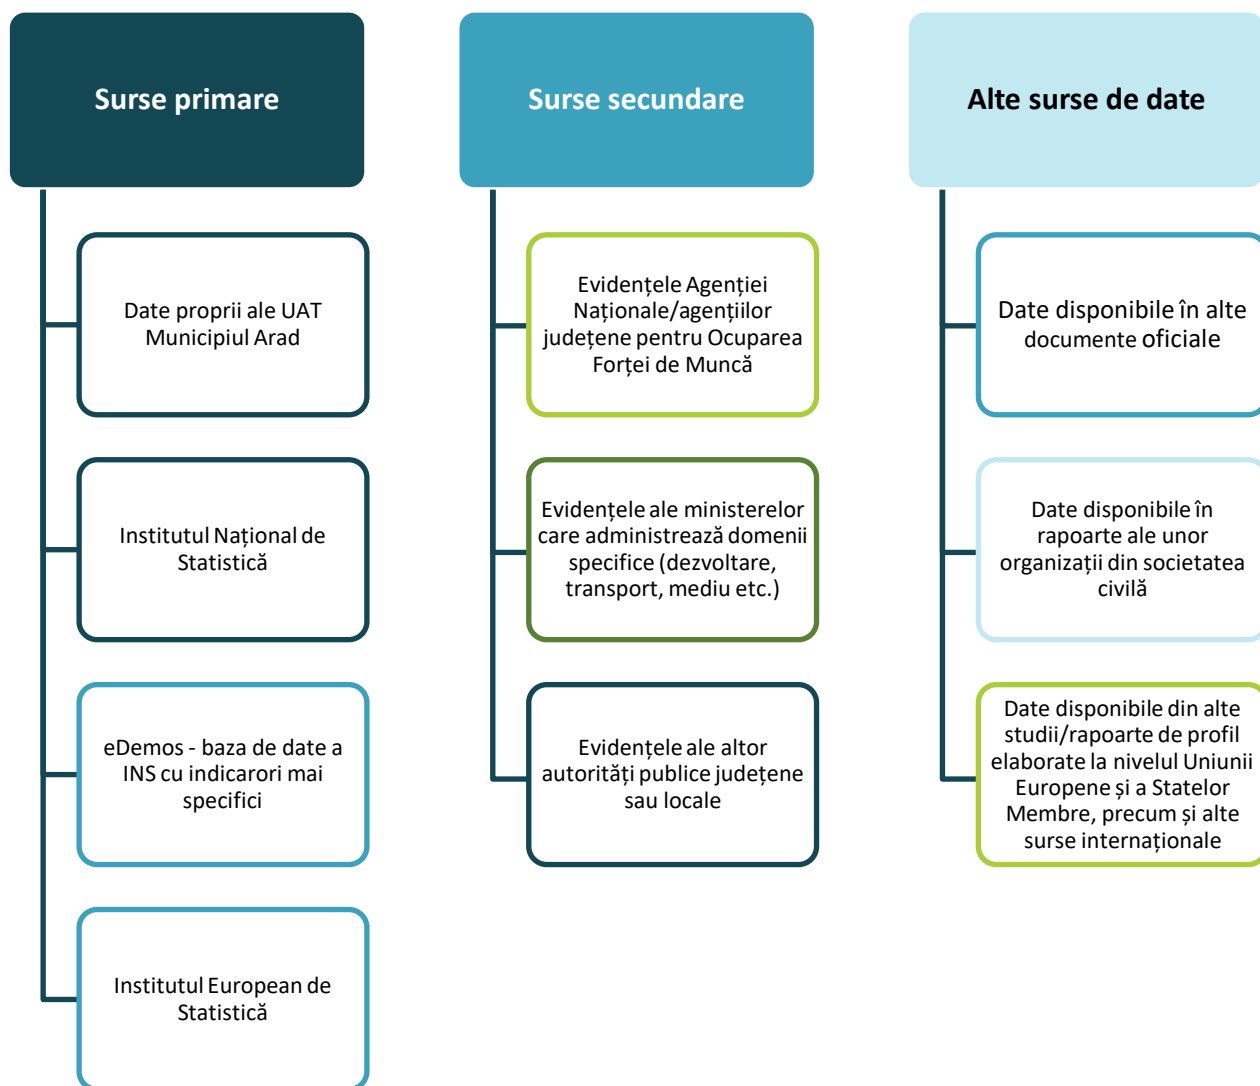 Surse primare
Date proprii ale UAT
Municipiul Arad
Institutul Național de
Statistică
eDemos - baza de date a
INS cu indicarori mai
specifici
Institutul European de
Statistică
Surse secundare
Evidențele Agenției
Naționale/agențiilor
județene pentru Ocuparea
Forței de Muncă
Evidențele ale ministerelor
care administrează domenii
specifice (dezvoltare,
transport, mediu etc.)
Evidențele ale altor
autorități publice județene
sau locale
Alte surse de date
Date disponibile în alte
documente oficiale
Date disponibile în
rapoarte ale unor
organizații din societatea
civilă
Date disponibile din alte
studii/rapoarte de profil
elaborate la nivelul Uniunii
Europene și a Statelor
Membre, precum și alte
surse internaționale